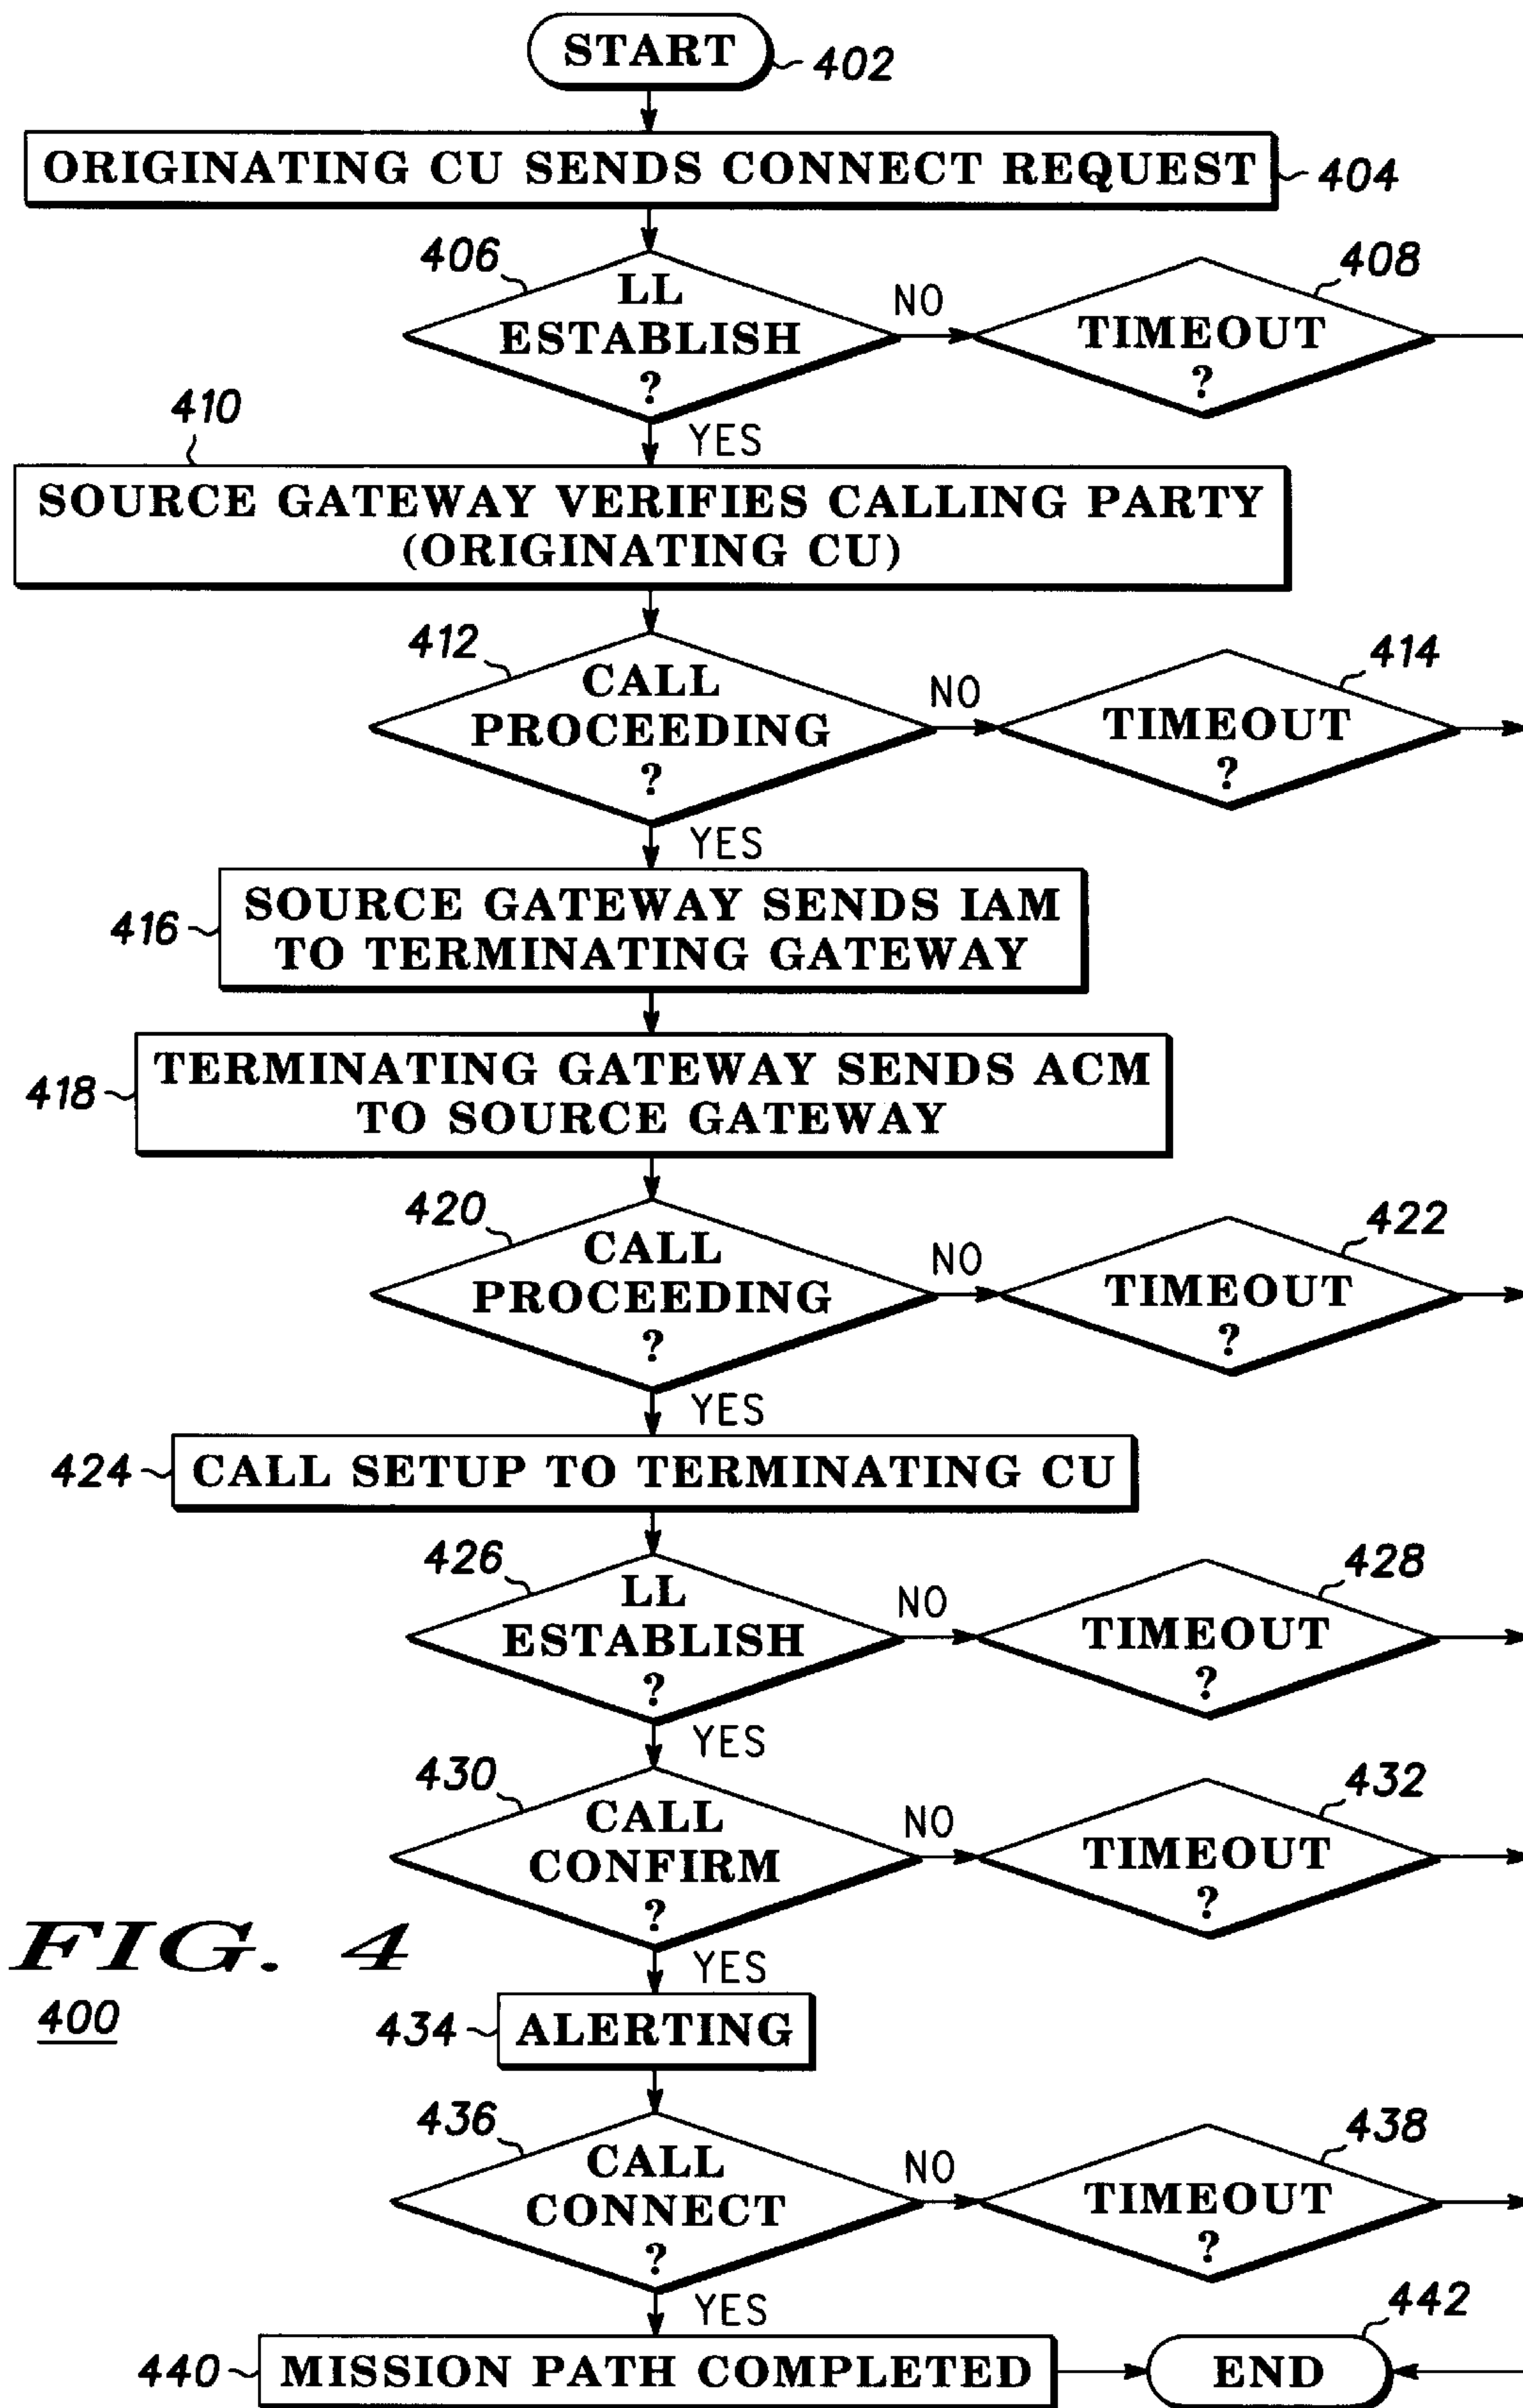 START
402
ORIGINATING CU SENDS CONNECT REQUEST
404
406
LL
ESTABLISH
?
NO
408
TIMEOUT
?
YES
410
SOURCE GATEWAY VERIFIES CALLING PARTY
(ORIGINATING CU)
412
CALL
PROCEEDING
?
NO
414
TIMEOUT
?
YES
416
SOURCE GATEWAY SENDS IAM
TO TERMINATING GATEWAY
418
TERMINATING GATEWAY SENDS ACM
TO SOURCE GATEWAY
420
CALL
PROCEEDING
?
NO
422
TIMEOUT
?
YES
424
CALL SETUP TO TERMINATING CU
426
LL
ESTABLISH
?
NO
428
TIMEOUT
?
YES
430
CALL
CONFIRM
?
NO
432
TIMEOUT
?
YES
FIG. 4
400
434
ALERTING
436
CALL
CONNECT
?
NO
438
TIMEOUT
?
YES
440
MISSION PATH COMPLETED
442
END